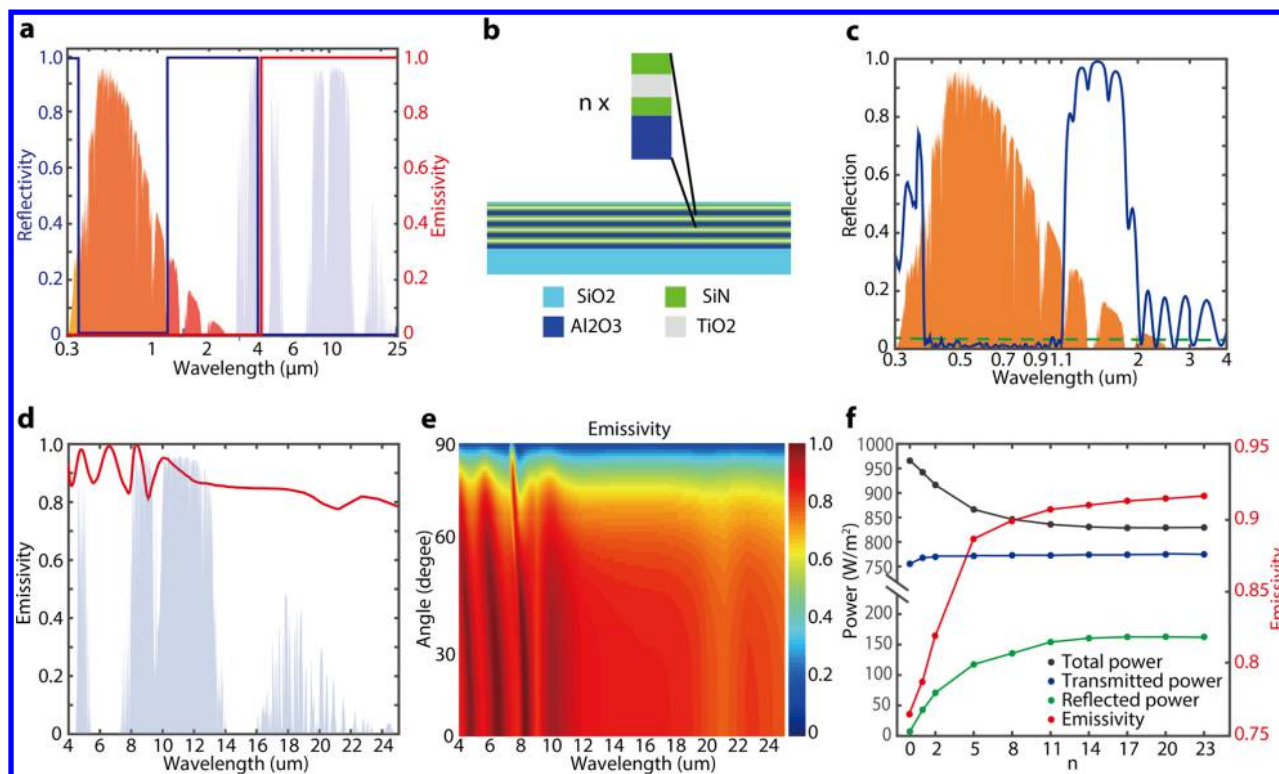 a
1.0
0.8
0.6
0.4
0.2
0
Reflectivity
1.0
0.8
0.6
0.4
0.2
0
Emissivity
0.3 1 2 4 6 10 25
Wavelength (μm)
b
n x
SiO2 SiN
Al2O3 TiO2
c
1.0
0.8
0.6
0.4
0.2
0
Reflection
0.3 0.5 0.7 0.9 1.1 2 3 4
Wavelength (um)
d
1.0
0.8
0.6
0.4
0.2
0
Emissivity
4 6 8 10 12 14 16 18 20 22 24
Wavelength (um)
e
Emissivity
90
60
30
0
Angle (degree)
4 6 8 10 12 14 16 18 20 22 24
Wavelength (um)
1.0
0.8
0.6
0.4
0.2
0
f
1000
950
900
850
800
750
200
150
100
50
0
Power (W/m²)
Total power
Transmitted power
Reflected power
Emissivity
0.95
0.9
0.85
0.8
0.75
Emissivity
0 2 5 8 11 14 17 20 23
n